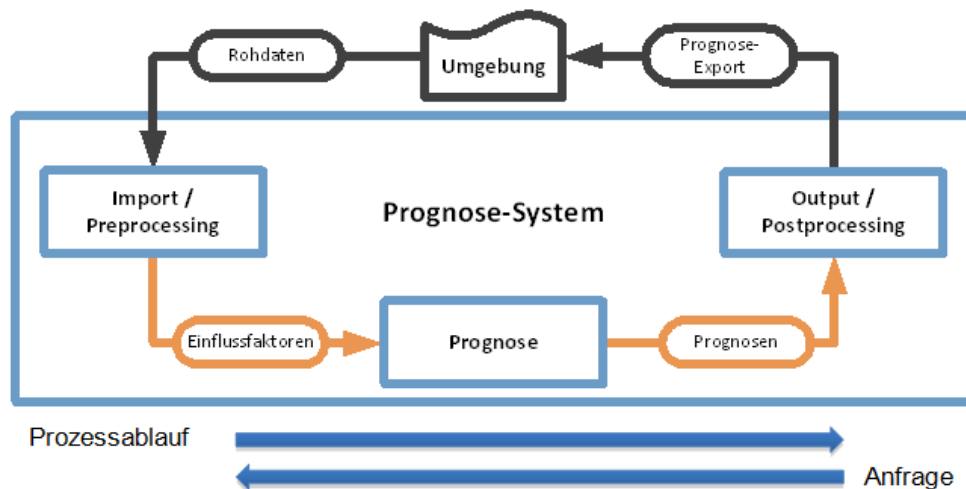 Rohdaten
Umgebung
Prognose-
Export
Import /
Preprocessing
Prognose-System
Output /
Postprocessing
Einflussfaktoren
Prognose
Prognosen
Prozessablauf
Anfrage